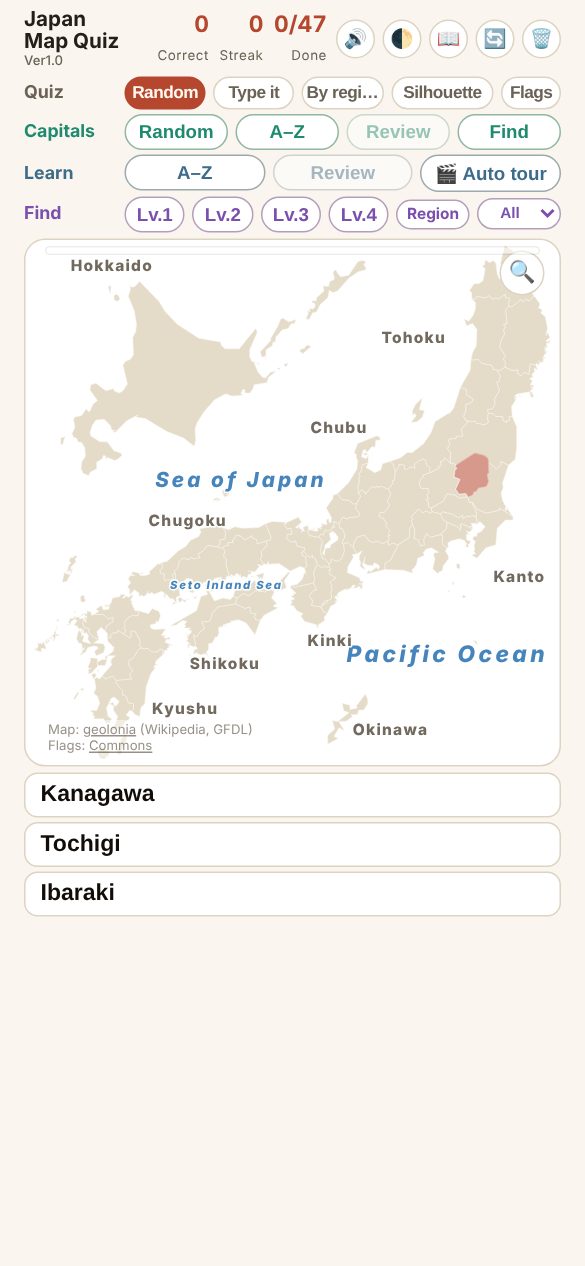 Japan
Map Quiz
Ver1.0
0 0 0/47
Correct Streak Done
Quiz Random Type it By regi... Silhouette Flags
Capitals Random A–Z Review Find
Learn A–Z Review Auto tour
Find Lv.1 Lv.2 Lv.3 Lv.4 Region All
Hokkaido
Tohoku
Chubu
Sea of Japan
Chugoku
Kanto
Seto Inland Sea
Kinki
Pacific Ocean
Shikoku
Kyushu
Okinawa
Map: geolonia (Wikipedia, GFDL)
Flags: Commons
Kanagawa
Tochigi
Ibaraki